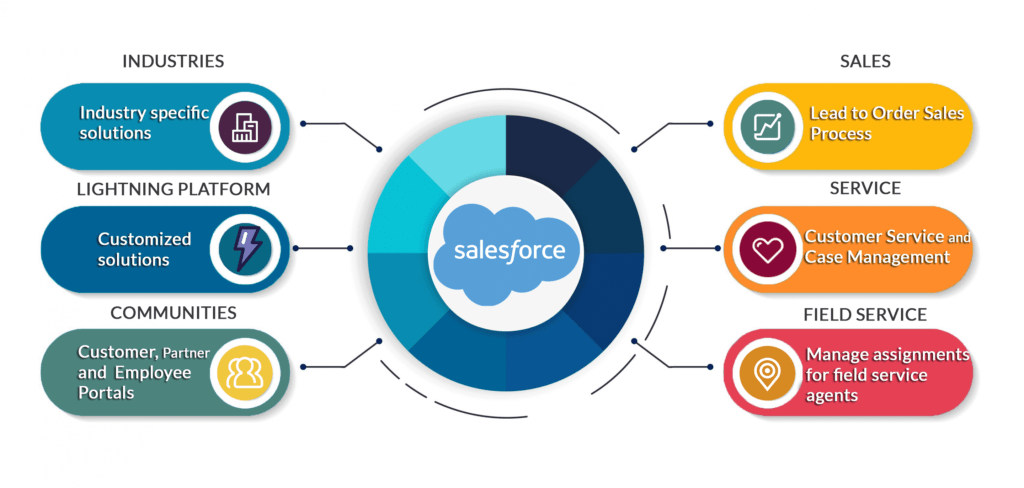 INDUSTRIES
Industry specific
solutions
LIGHTNING PLATFORM
Customized
solutions
COMMUNITIES
Customer, Partner
and Employee
Portals
salesforce
SALES
Lead to Order Sales
Process
SERVICE
Customer Service and
Case Management
FIELD SERVICE
Manage assignments
for field service
agents